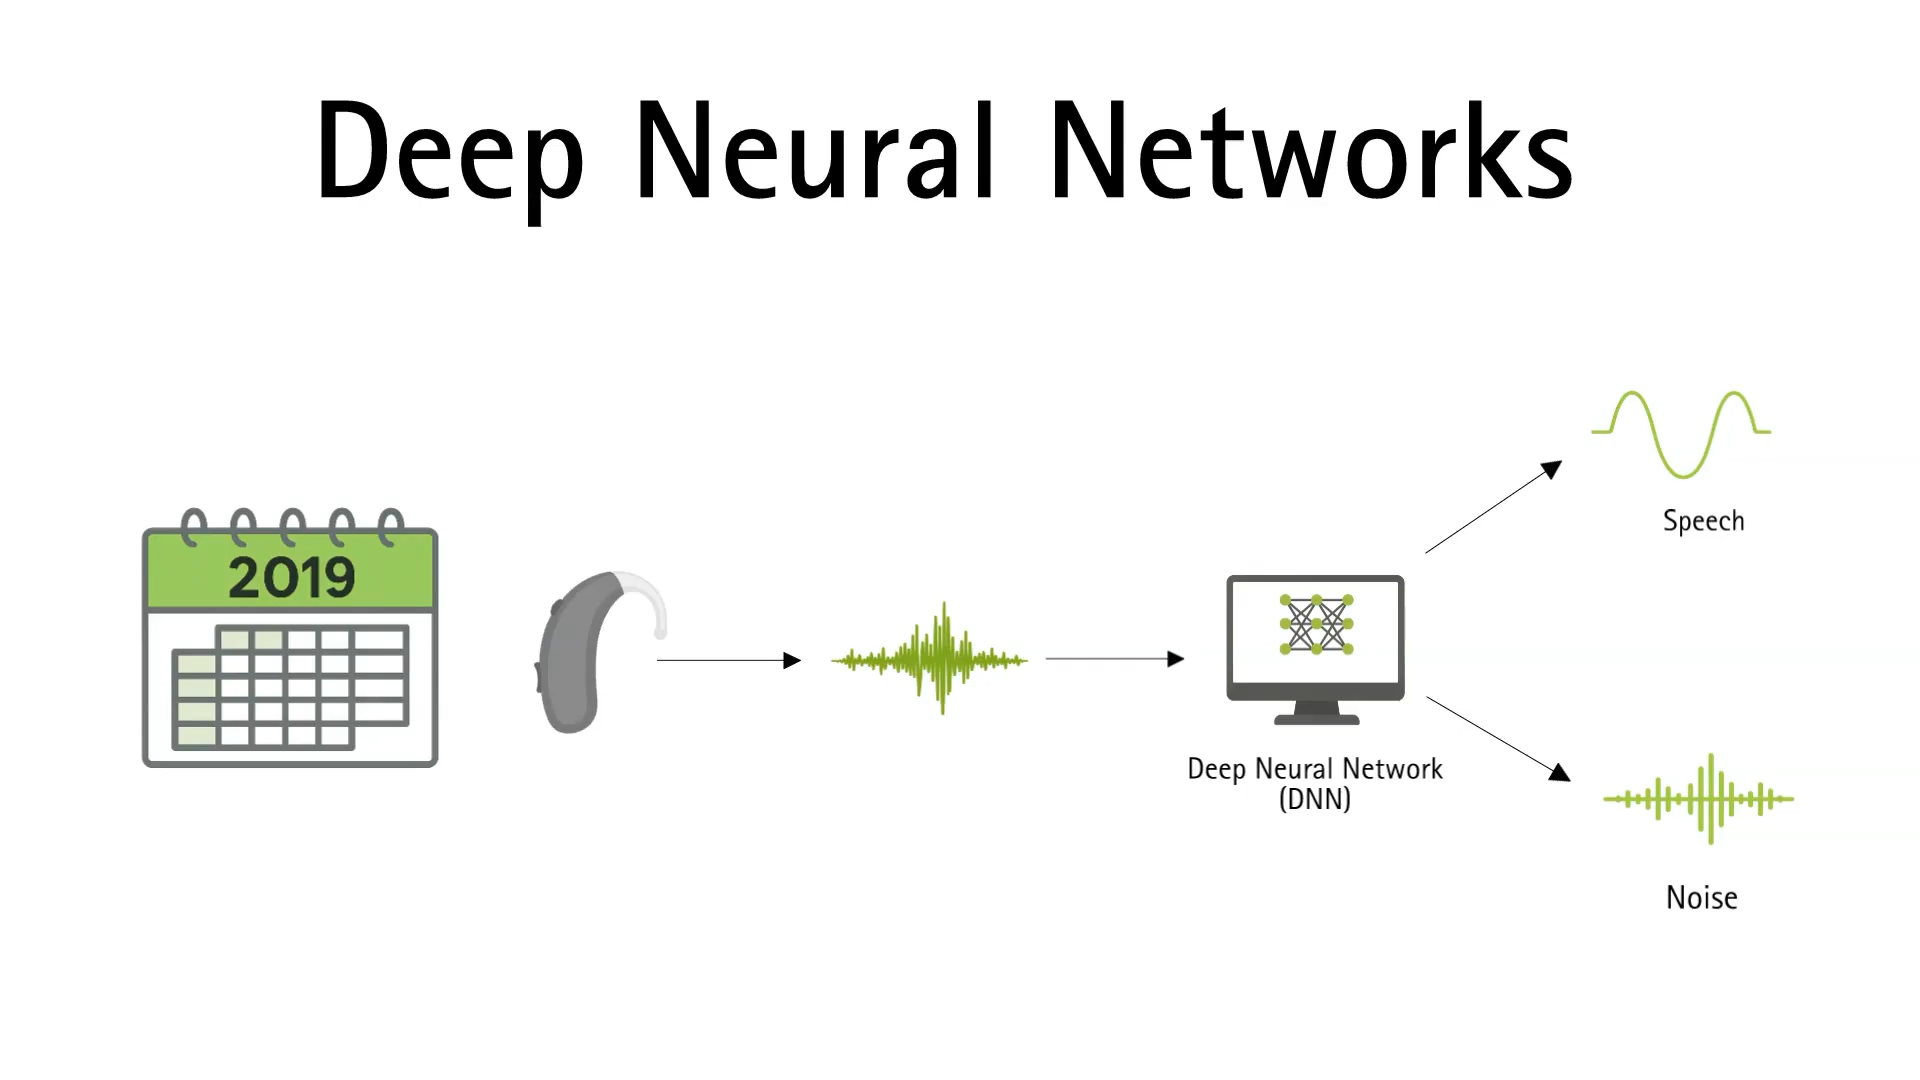 Deep Neural Networks
2019
Speech
Deep Neural Network
(DNN)
Noise